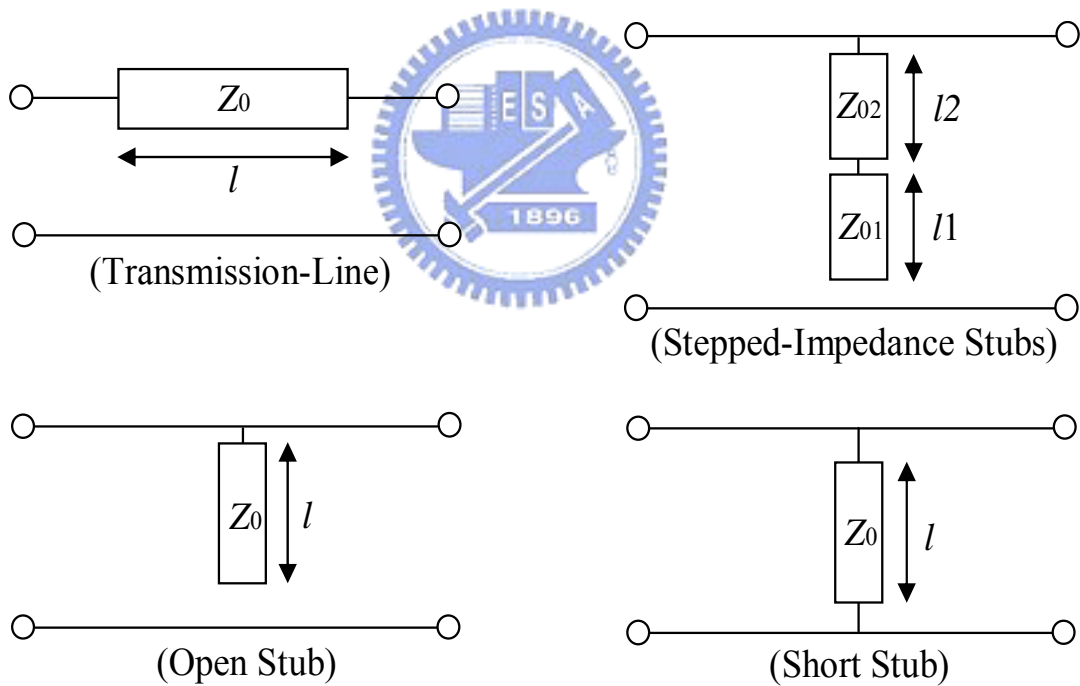 Z0
l
(Transmission-Line)
E S A
1896
Z02
l2
Z01
l1
(Stepped-Impedance Stubs)
Z0
l
(Open Stub)
Z0
l
(Short Stub)